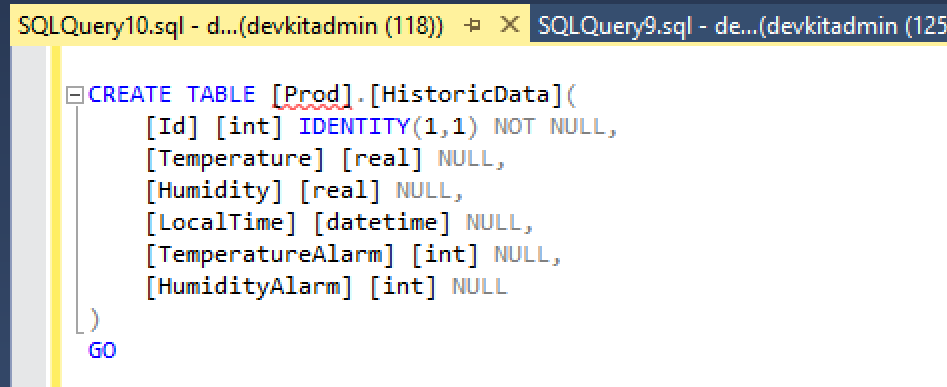 SQLQuery10.sql - d...(devkitadmin (118))
SQLQuery9.sql - de...(devkitadmin (125
CREATE TABLE [Prod].[HistoricData](
[Id] [int] IDENTITY(1,1) NOT NULL,
[Temperature] [real] NULL,
[Humidity] [real] NULL,
[LocalTime] [datetime] NULL,
[TemperatureAlarm] [int] NULL,
[HumidityAlarm] [int] NULL
)
GO